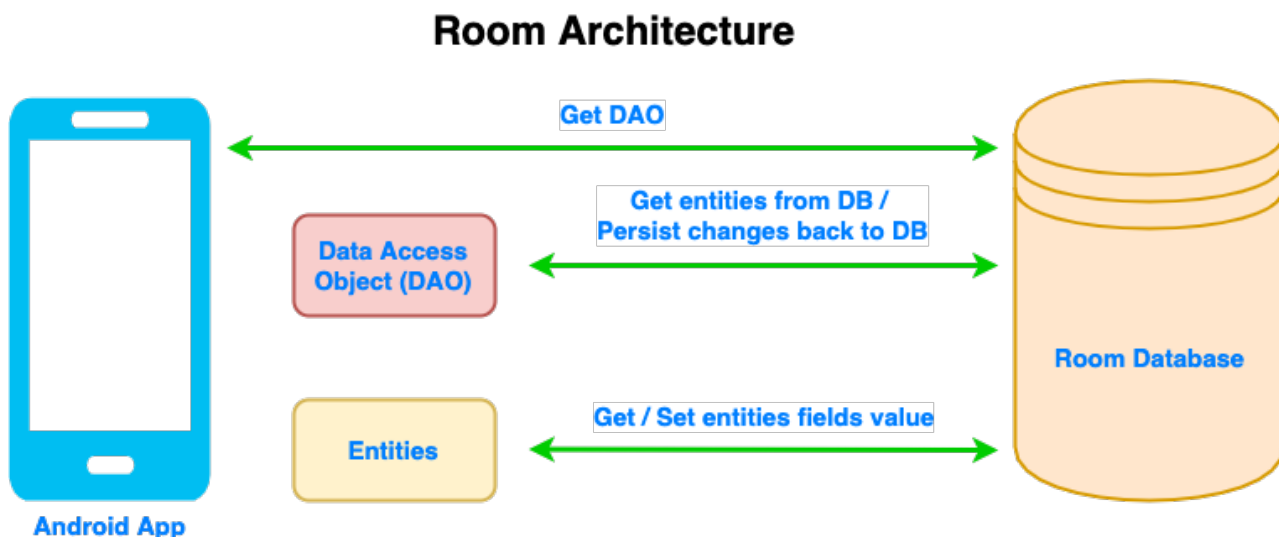 Room Architecture
Get DAO
Get entities from DB /
Persist changes back to DB
Data Access
Object (DAO)
Room Database
Get / Set entities fields value
Entities
Android App